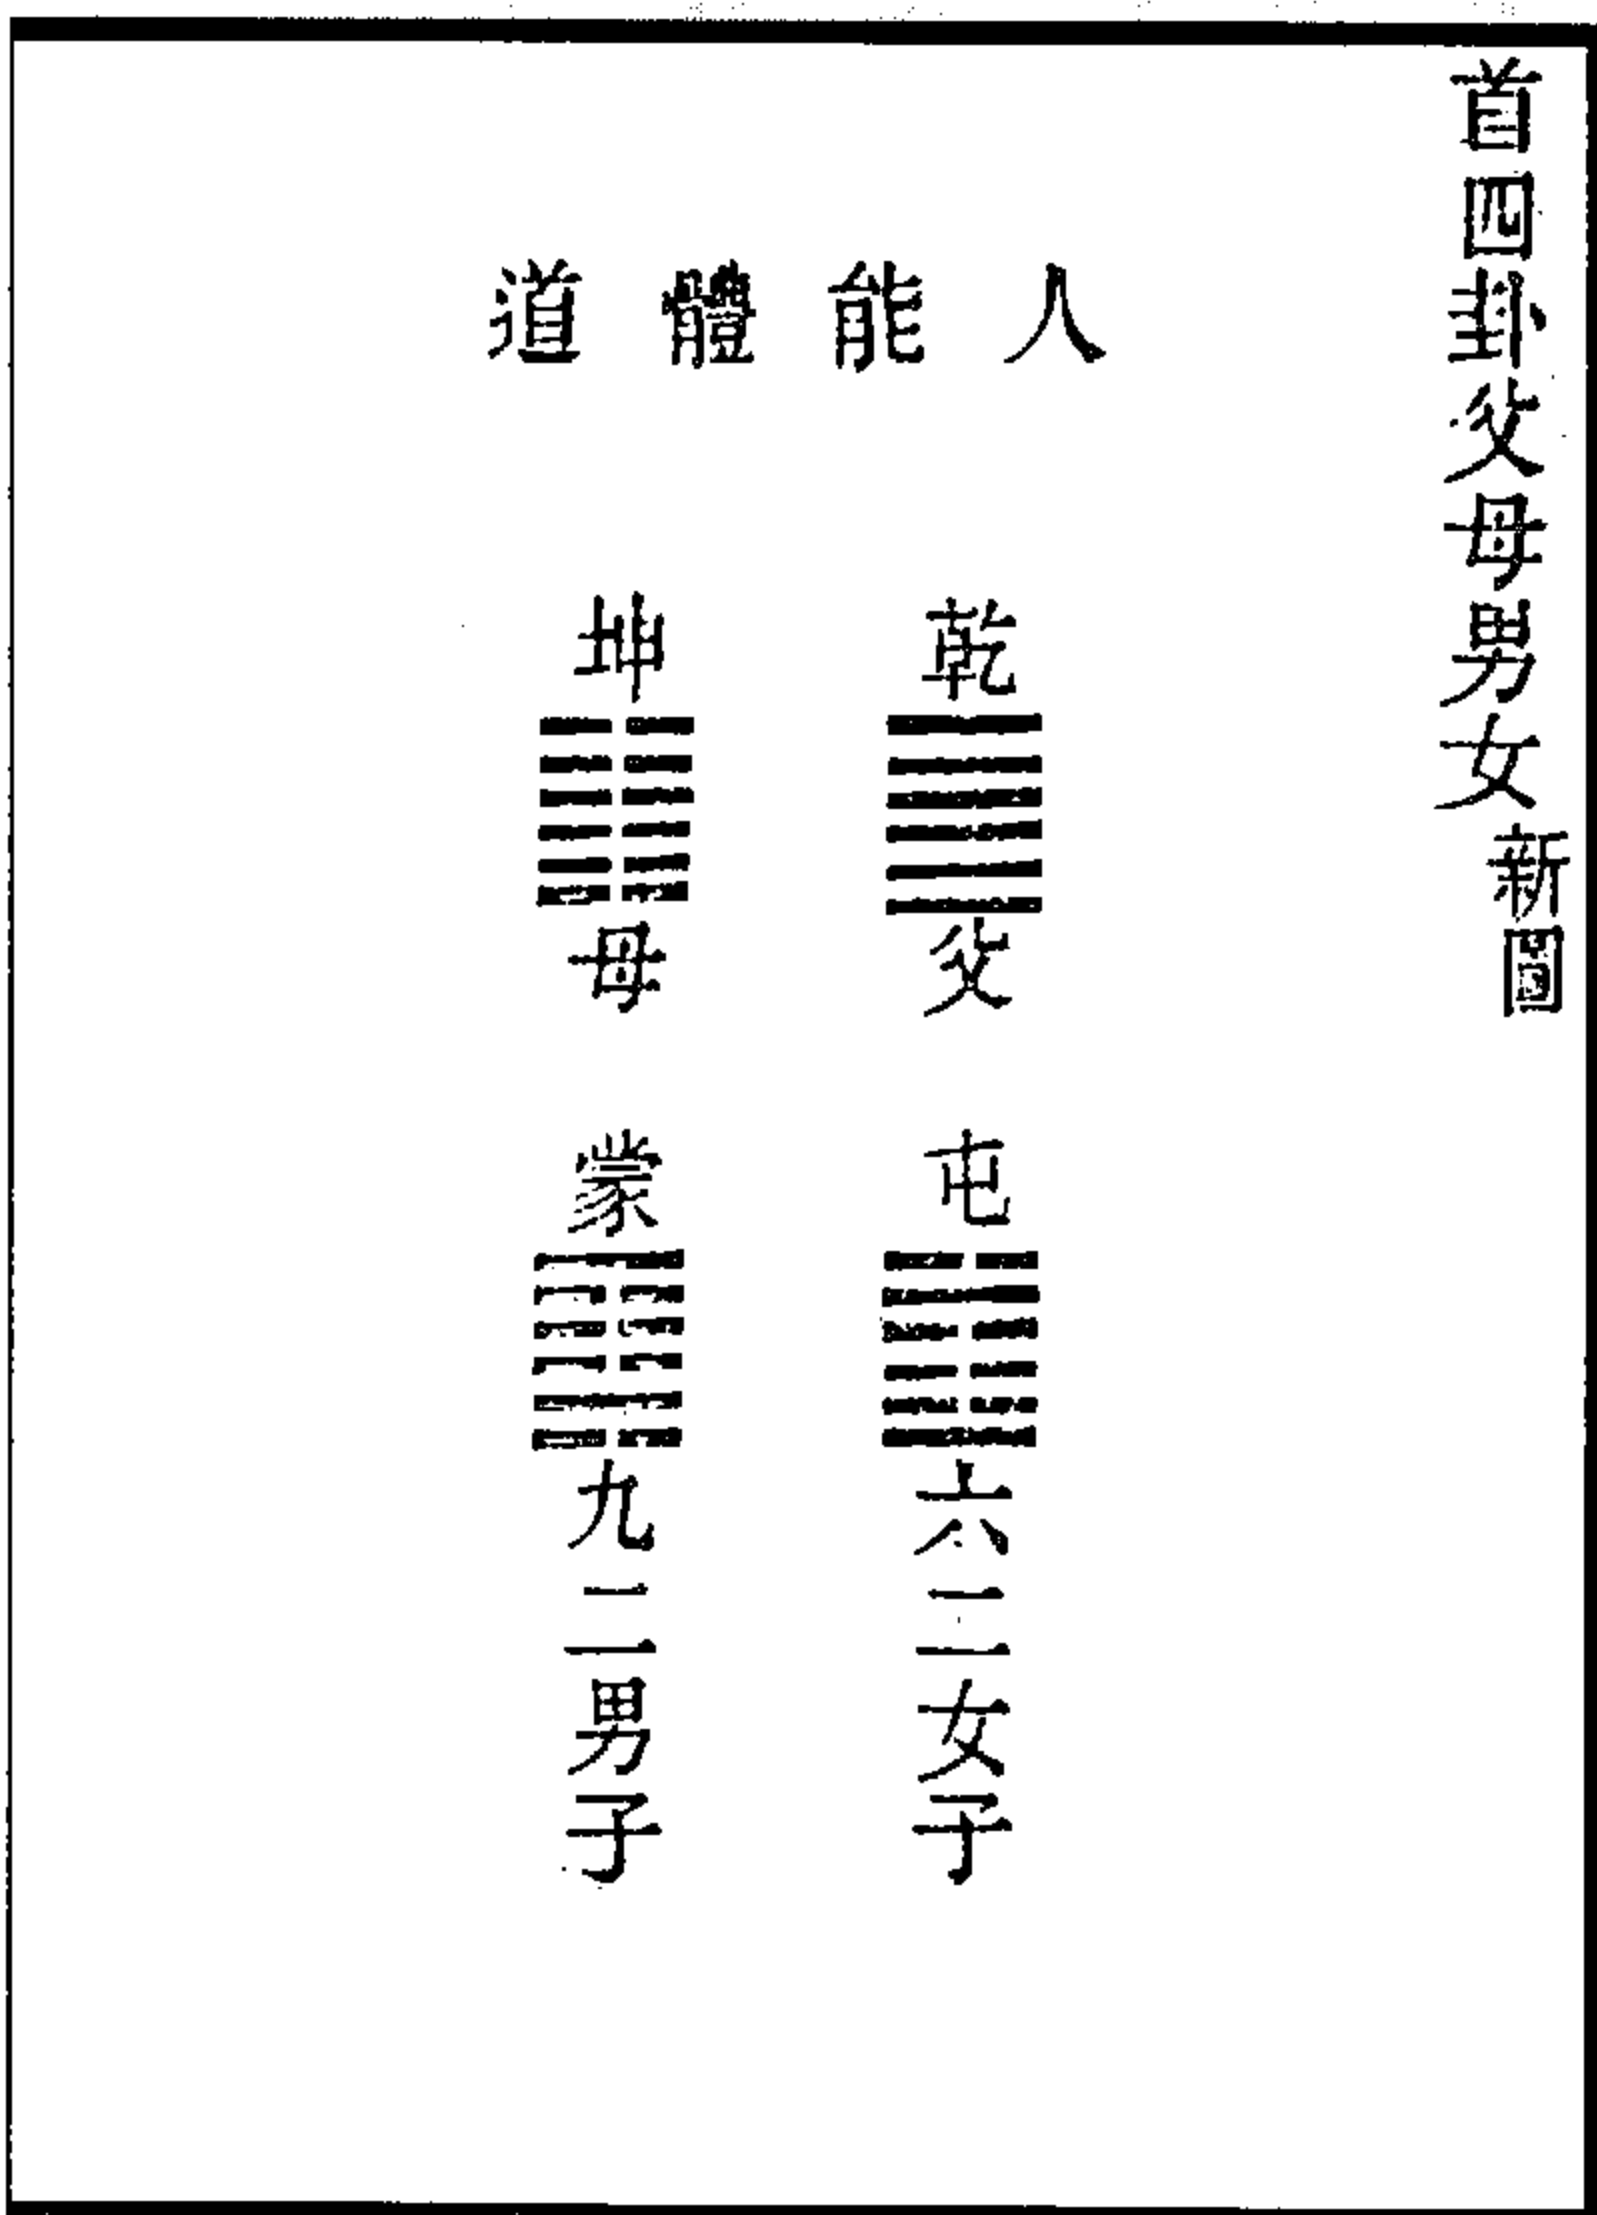 首四卦父母男女新圖
人能體道
乾
父
坤
母
屯
六二女子
蒙
九二男子